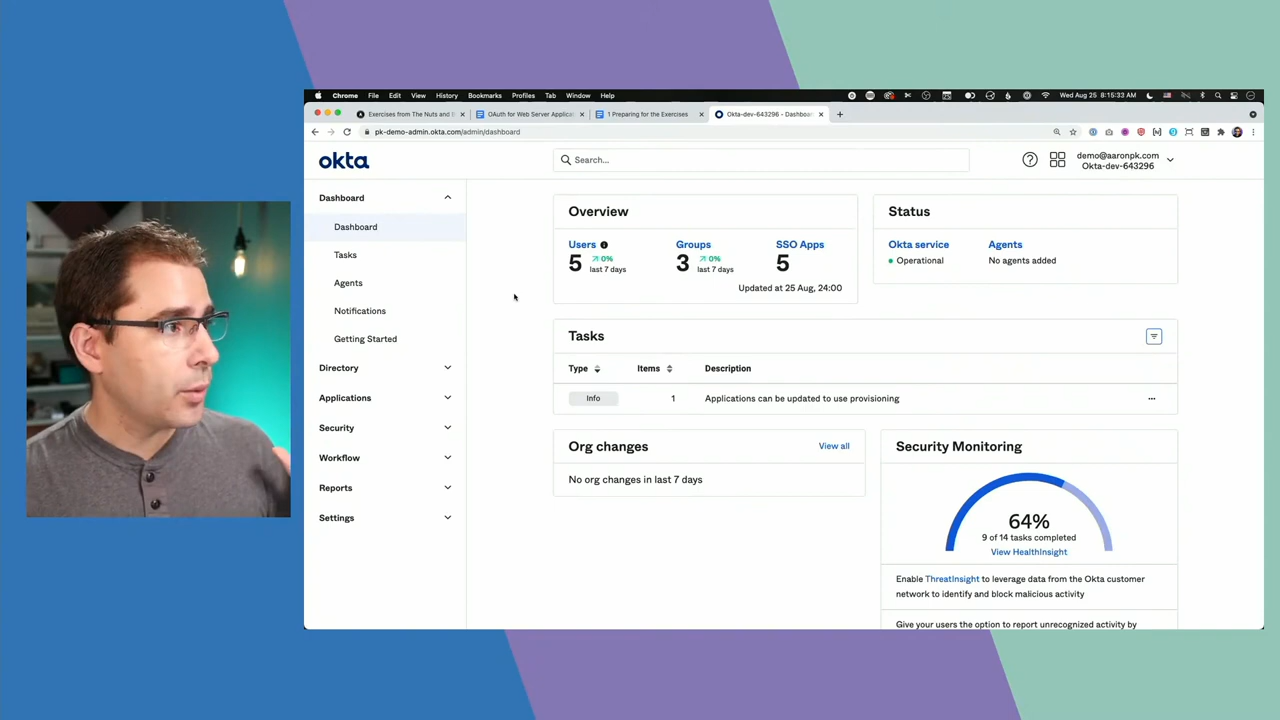 Chrome File Edit View History Bookmarks Profiles Tab Window Help
Wed Aug 25 8:15:33 AM
Exercises from The Nuts and S
OAuth for Web Server Applica
1 Preparing for the Exercises
Okta-dev-643296 - Dashboar
pk-demo-admin.okta.com/admin/dashboard
okta
Search...
demo@aaronpk.com
Okta-dev-643296
Dashboard
Dashboard
Tasks
Agents
Notifications
Getting Started
Directory
Applications
Security
Workflow
Reports
Settings
Overview
Users Groups SSO Apps
5 0% last 7 days 3 0% last 7 days 5
Updated at 25 Aug, 24:00
Status
Okta service Agents
Operational No agents added
Tasks
Type Items Description
Info 1 Applications can be updated to use provisioning
Org changes View all
No org changes in last 7 days
Security Monitoring
64%
9 of 14 tasks completed
View HealthInsight
Enable ThreatInsight to leverage data from the Okta customer
network to identify and block malicious activity
Give your users the option to report unrecognized activity by